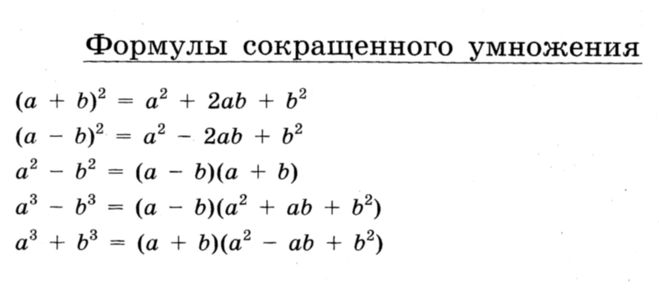 Формулы сокращенного умножения
(a + b)² = a² + 2ab + b²
(a − b)² = a² − 2ab + b²
a² − b² = (a − b)(a + b)
a³ − b³ = (a − b)(a² + ab + b²)
a³ + b³ = (a + b)(a² − ab + b²)